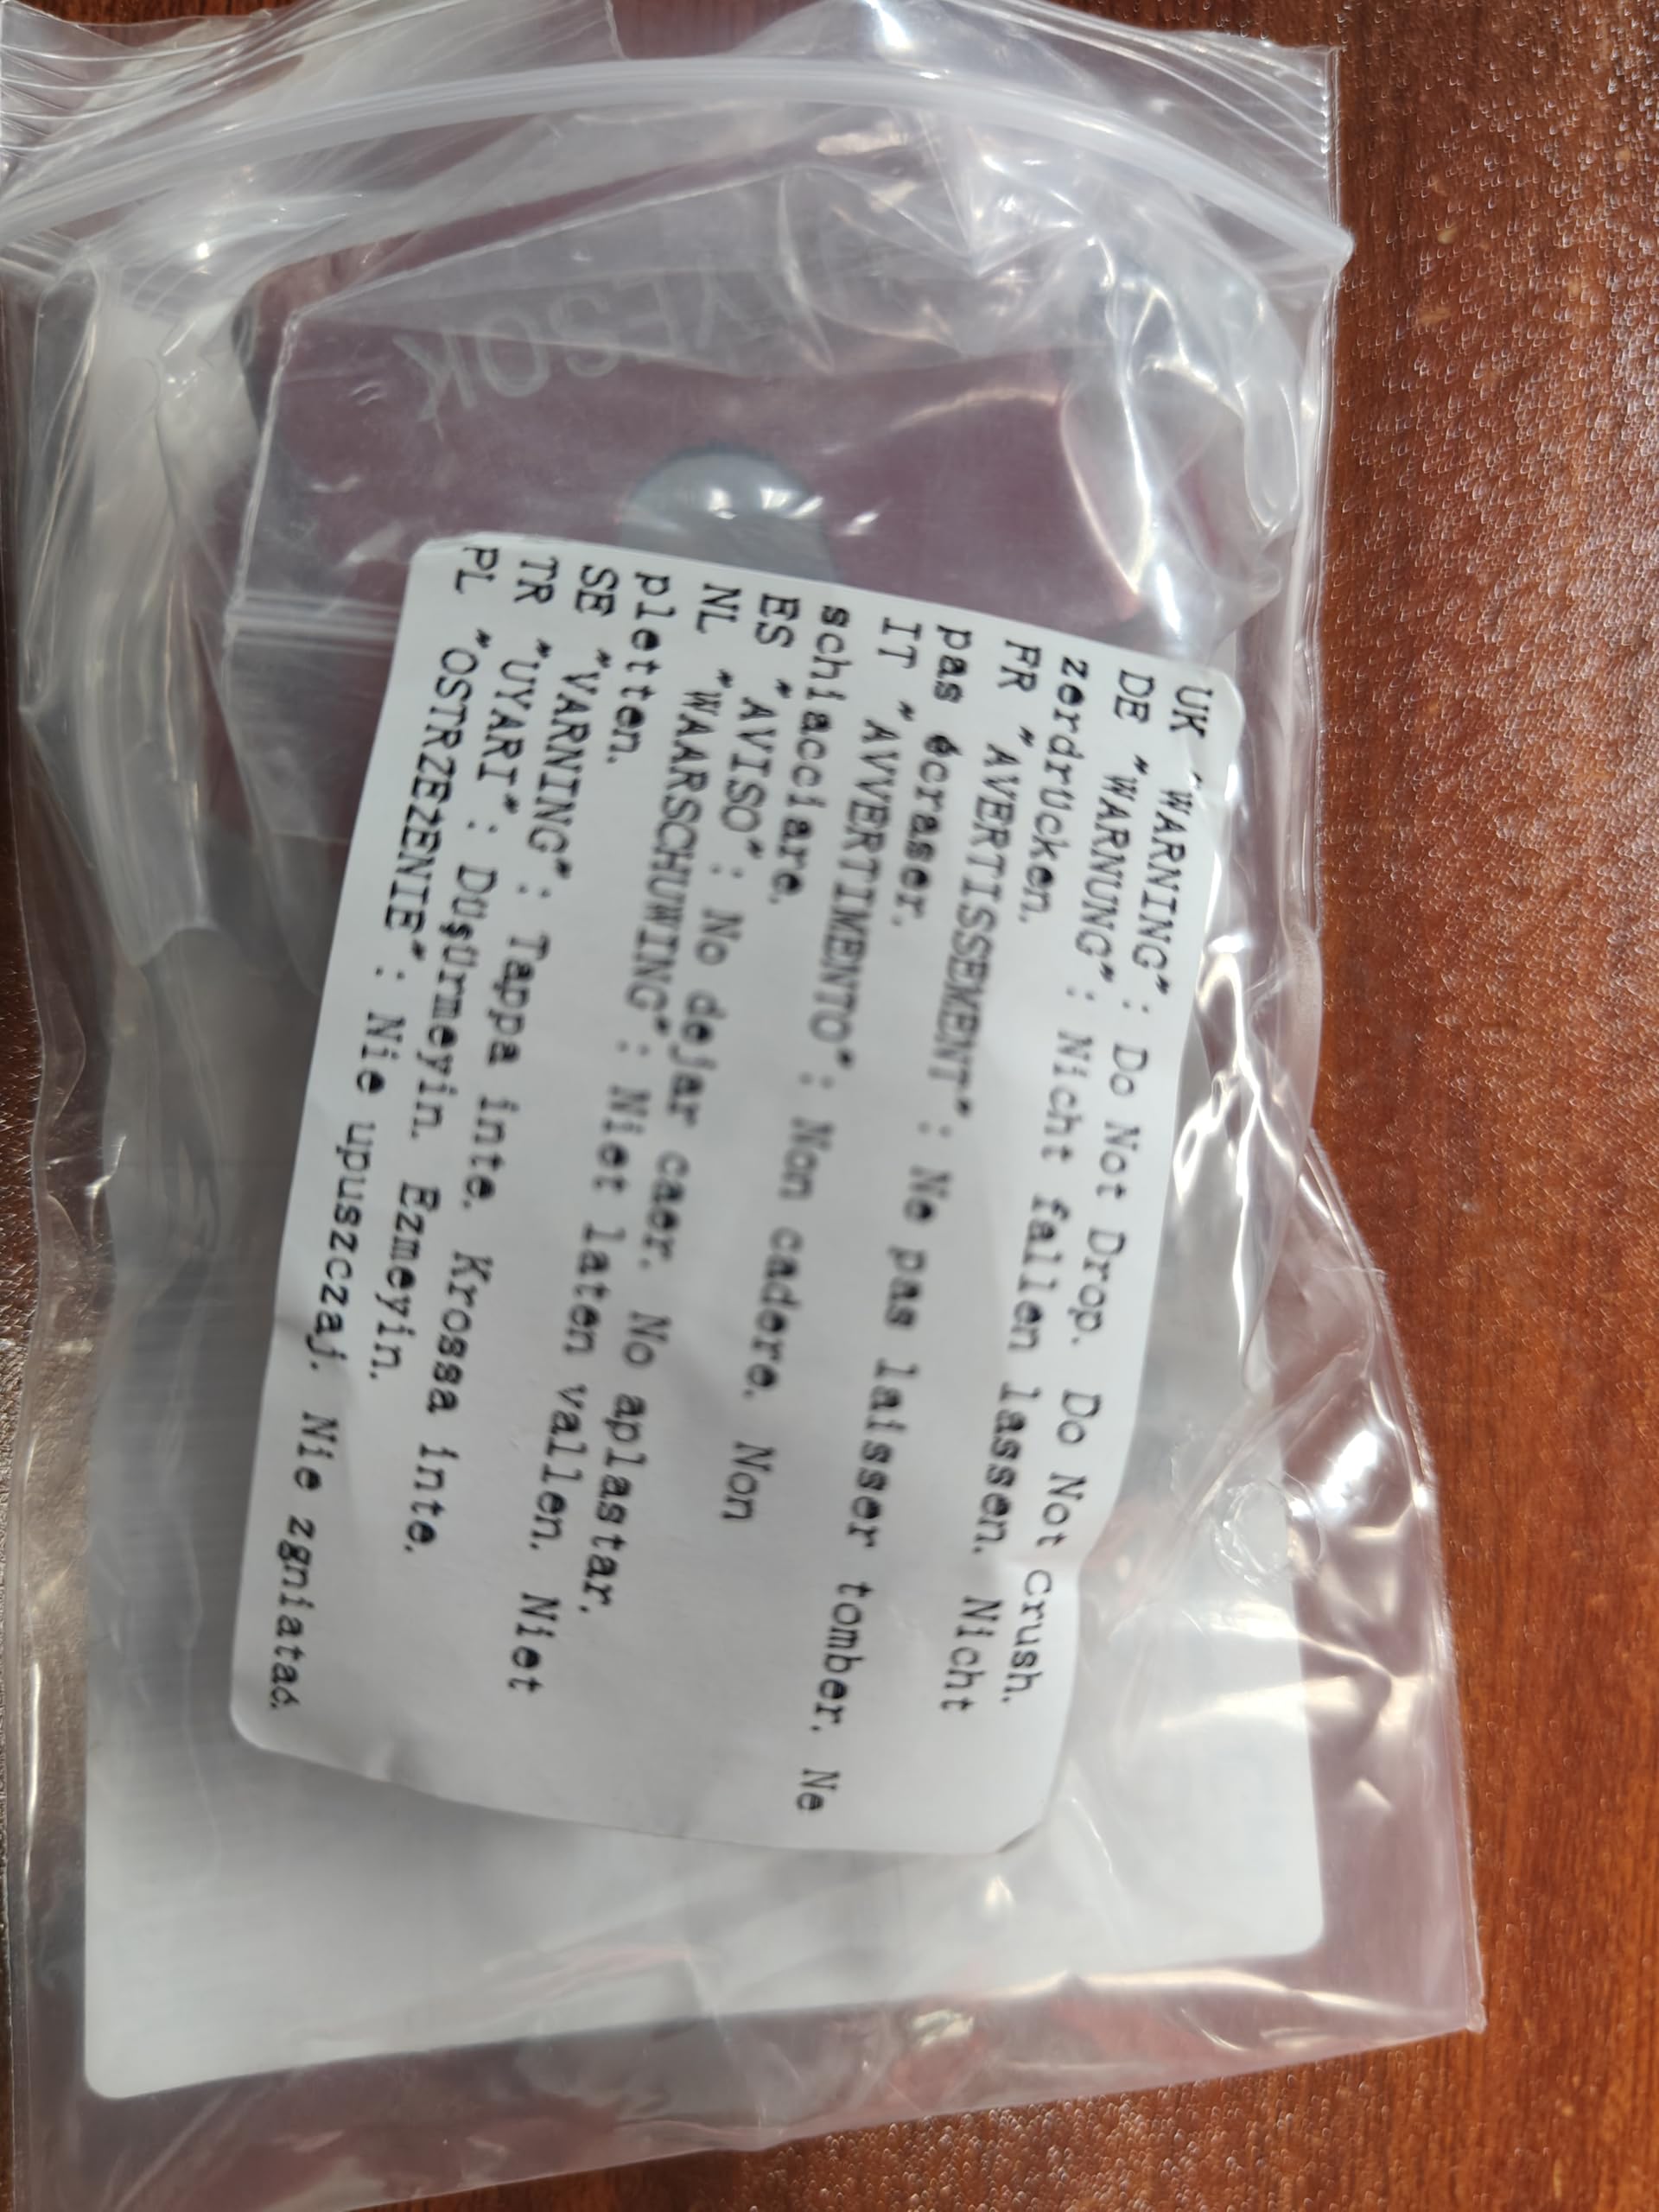 UK "WARNING": Do Not Drop. Do Not crush.
DE "WARNUNG": Nicht fallen lassen. Nicht
zerdrücken.
FR "AVERTISSEMENT": Ne pas laisser tomber. Ne
pas écraser.
IT "AVVERTIMENTO": Non cadere. Non
schiacciare.
ES "AVISO": No dejar caer. No aplastar.
NL "WAARSCHUWING": Niet laten vallen. Niet
pletten.
SE "VARNING": Tappa inte. Krossa inte.
TR "UYARI": Düşürmeyin. Ezmeyin.
PL "OSTRZEŻENIE": Nie upuszczaj. Nie zgniatać.